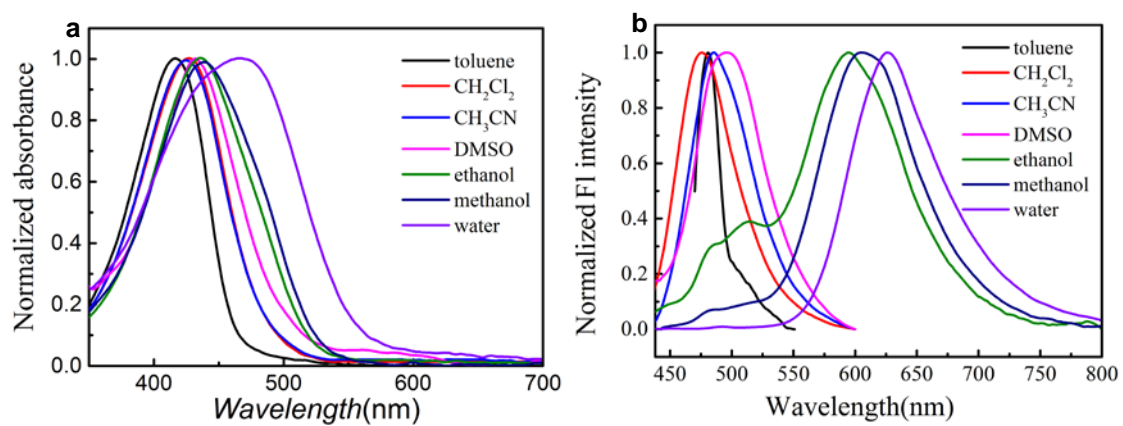 a
Normalized absorbance
1.0
0.8
0.6
0.4
0.2
0.0
toluene
CH₂Cl₂
CH₃CN
DMSO
ethanol
methanol
water
400
500
600
700
Wavelength(nm)
b
Normalized Fl intensity
1.0
0.8
0.6
0.4
0.2
0.0
toluene
CH₂Cl₂
CH₃CN
DMSO
ethanol
methanol
water
450
500
550
600
650
700
750
800
Wavelength(nm)